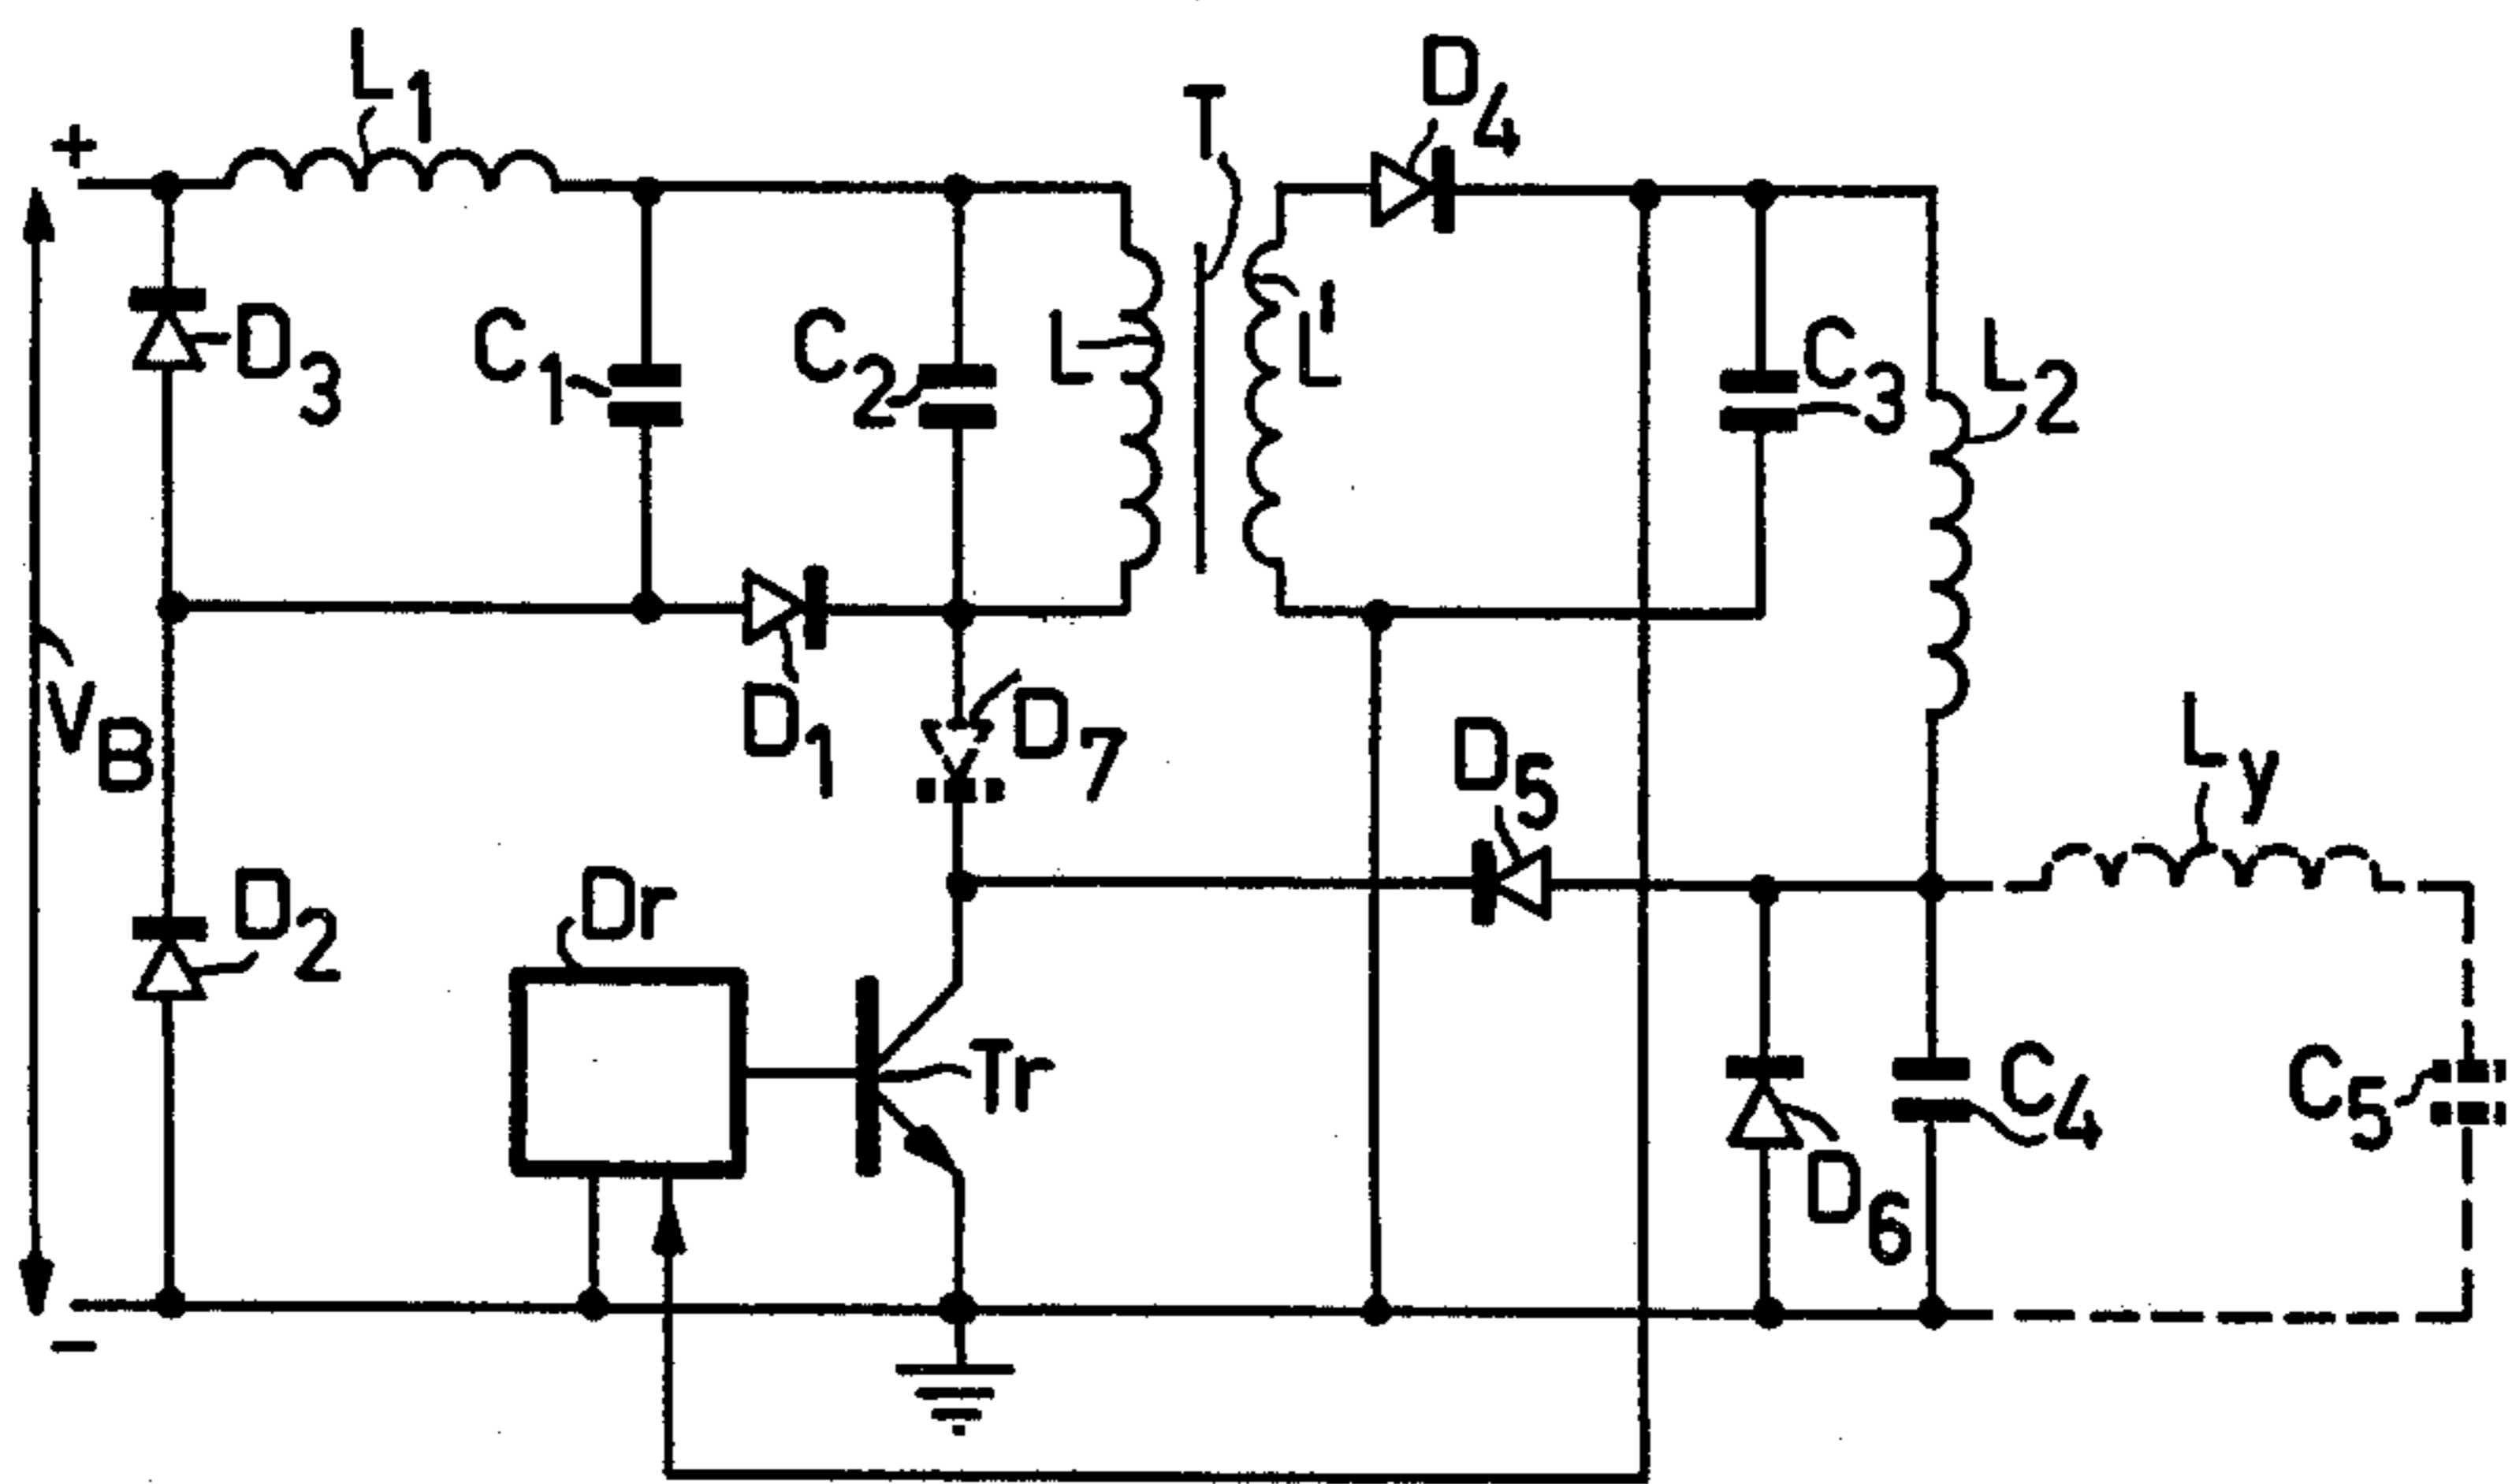 L1
T
D4
+
D3
C1
C2
L
L'
C3
L2
VB
D1
D7
D5
Ly
D2
Dr
Tr
C4
C5
D6
−